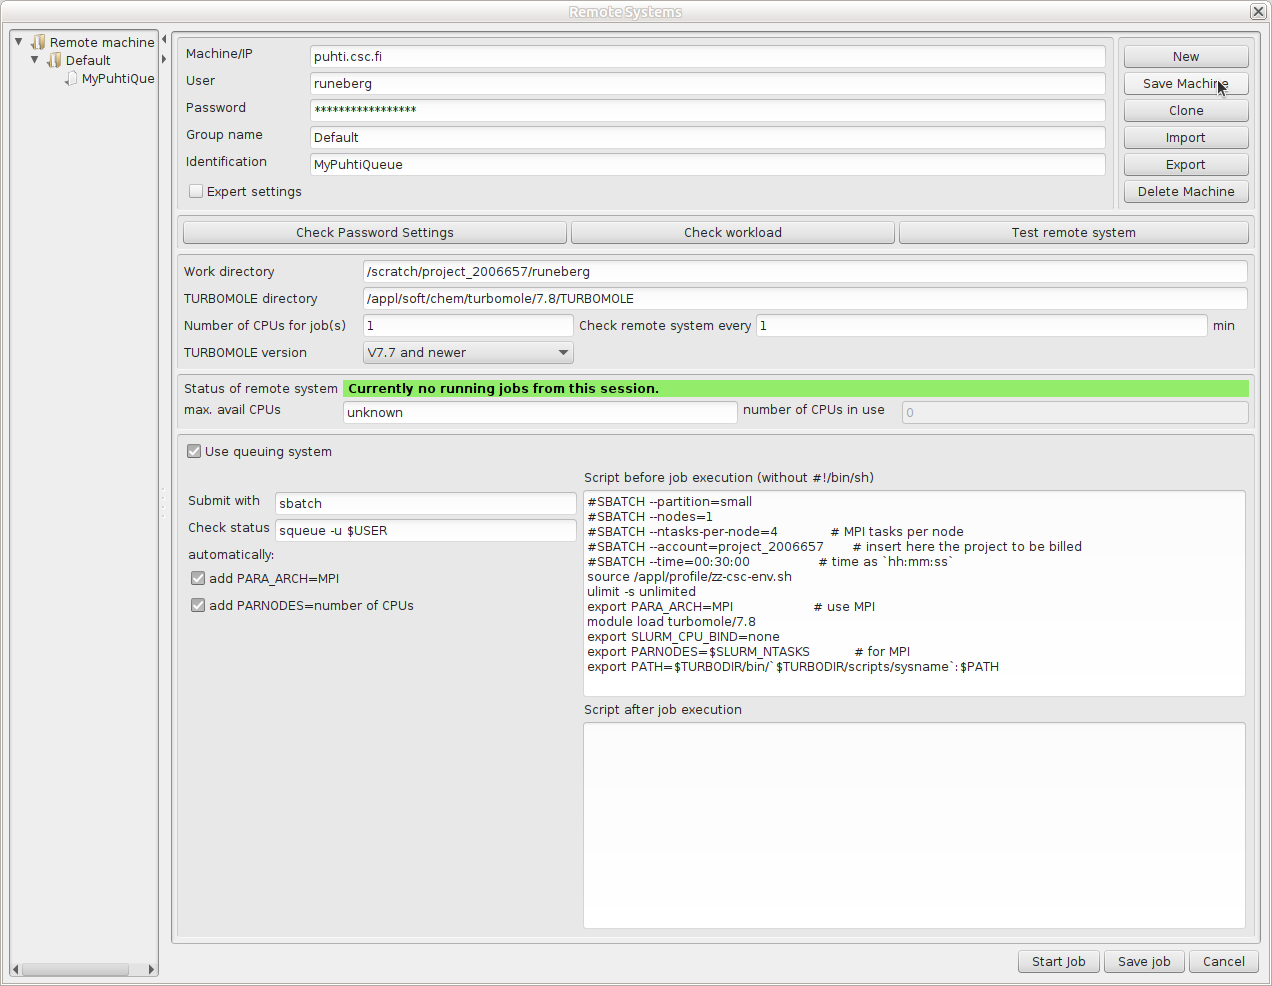 RemoteSystems
Remote machine
Default
MyPuhtiQue
Machine/IP puhti.csc.fi
User runeberg
Password *****************
Group name Default
Identification MyPuhtiQueue
Expert settings
New
Save Machine
Clone
Import
Export
Delete Machine
Check Password Settings Check workload Test remote system
Work directory /scratch/project_2006657/runeberg
TURBOMOLE directory /appl/soft/chem/turbomole/7.8/TURBOMOLE
Number of CPUs for job(s) 1 Check remote system every 1 min
TURBOMOLE version V7.7 and newer
Status of remote system Currently no running jobs from this session.
max. avail CPUs unknown number of CPUs in use 0
Use queuing system
Submit with sbatch
Check status squeue -u $USER
automatically:
add PARA_ARCH=MPI
add PARNODES=number of CPUs
Script before job execution (without #!/bin/sh)
#SBATCH --partition=small
#SBATCH --nodes=1
#SBATCH --ntasks-per-node=4 # MPI tasks per node
#SBATCH --account=project_2006657 # insert here the project to be billed
#SBATCH --time=00:30:00 # time as `hh:mm:ss`
source /appl/profile/zz-csc-env.sh
ulimit -s unlimited
export PARA_ARCH=MPI # use MPI
module load turbomole/7.8
export SLURM_CPU_BIND=none
export PARNODES=$SLURM_NTASKS # for MPI
export PATH=$TURBODIR/bin/`$TURBODIR/scripts/sysname`:$PATH
Script after job execution
Start Job Save job Cancel